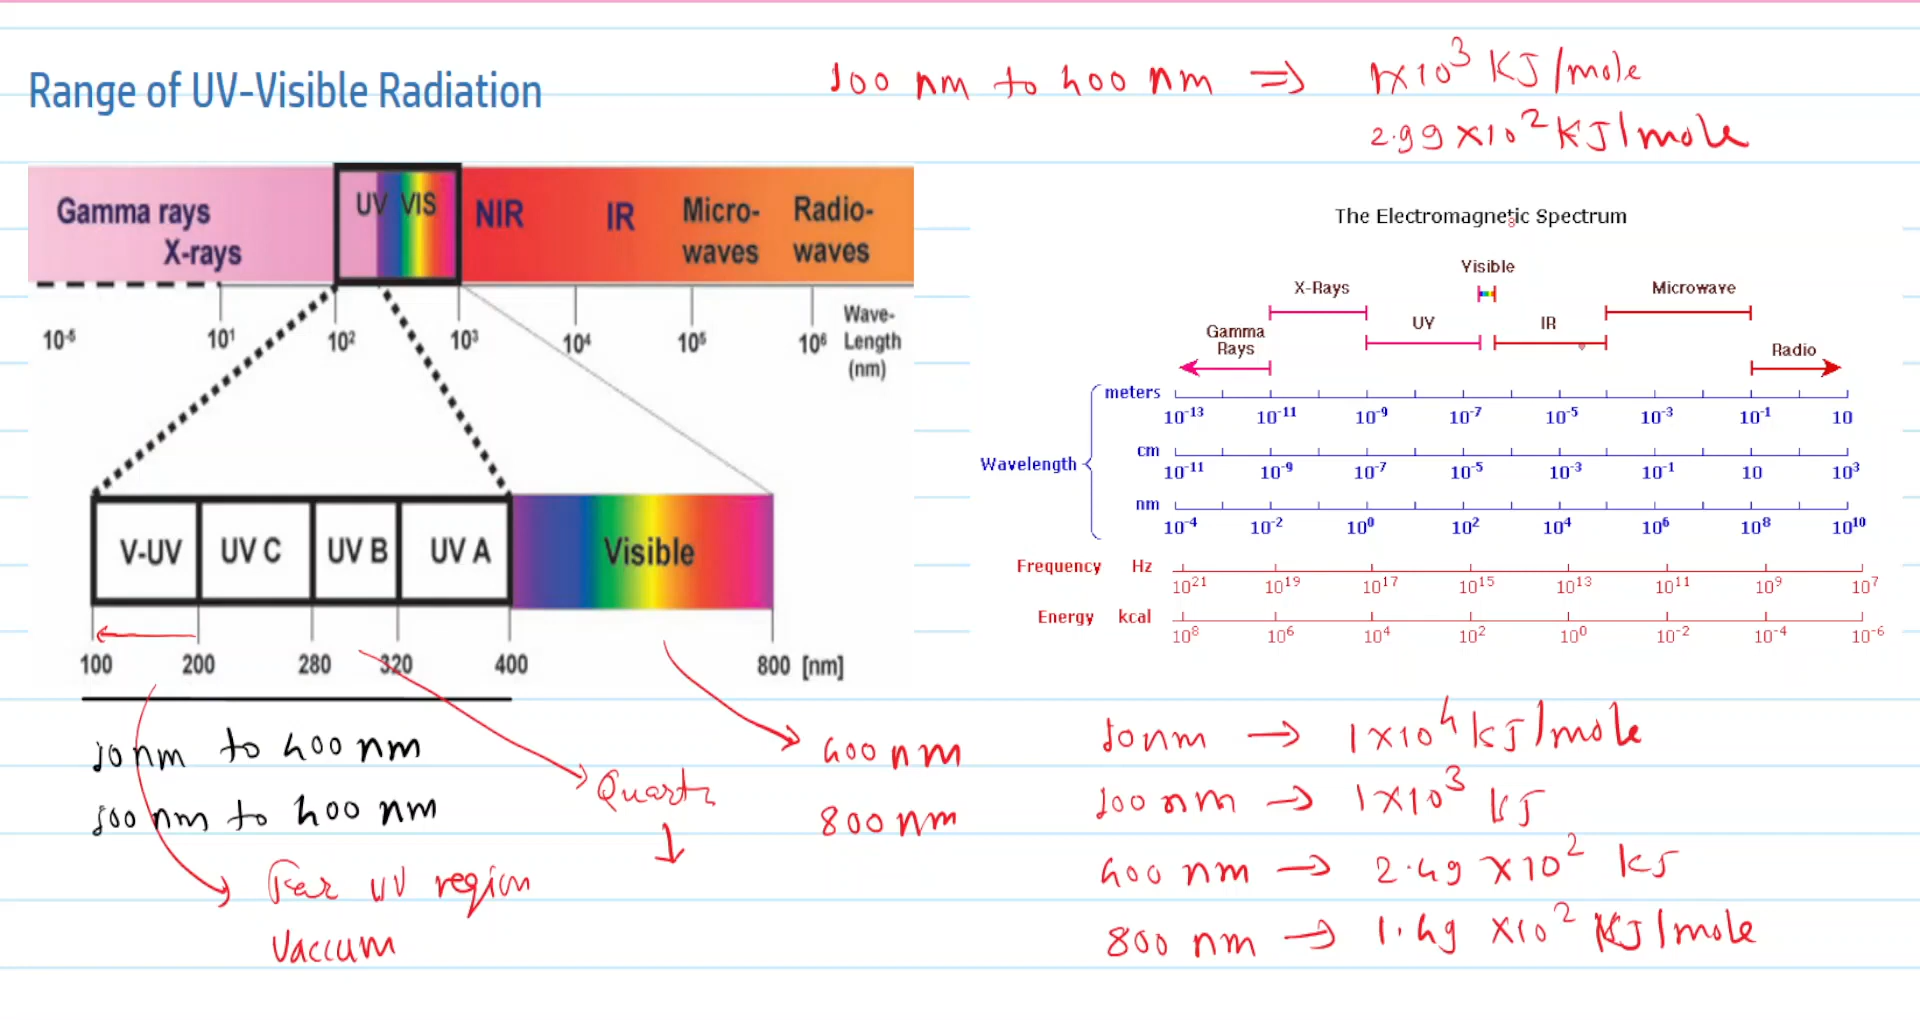 Range of UV-Visible Radiation
100 nm to 400 nm ⇒ 1×10³ KJ/mole
2.99 ×10² KJ/mole
Gamma rays
X-rays
UV VIS
NIR
IR
Micro-
waves
Radio-
waves
10⁻⁵ 10¹ 10² 10³ 10⁴ 10⁵ 10⁶
Wave-
Length
(nm)
V-UV UV C UV B UV A Visible
100 200 280 320 400 800 [nm]
The Electromagnetic Spectrum
Visible
X-Rays Microwave
UV IR
Gamma
Rays
Radio
Wavelength
meters
10⁻¹³ 10⁻¹¹ 10⁻⁹ 10⁻⁷ 10⁻⁵ 10⁻³ 10⁻¹ 10
cm
10⁻¹¹ 10⁻⁹ 10⁻⁷ 10⁻⁵ 10⁻³ 10⁻¹ 10 10³
nm
10⁻⁴ 10⁻² 10⁰ 10² 10⁴ 10⁶ 10⁸ 10¹⁰
Frequency Hz
10²¹ 10¹⁹ 10¹⁷ 10¹⁵ 10¹³ 10¹¹ 10⁹ 10⁷
Energy kcal
10⁸ 10⁶ 10⁴ 10² 10⁰ 10⁻² 10⁻⁴ 10⁻⁶
10 nm to 400 nm
100 nm to 400 nm
Far UV region
Vaccum
Quartz
400 nm
800 nm
10 nm → 1×10⁴ KJ/mole
100 nm → 1×10³ KJ
400 nm → 2.49 ×10² KJ
800 nm → 1.49 ×10² KJ/mole